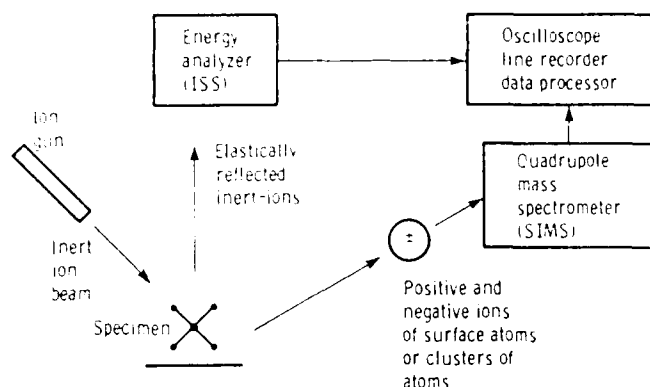 Energy
analyzer
(ISS)
Oscilloscope
line recorder
data processor
Ion
gun
Elastically
reflected
inert-ions
Quadrupole
mass
spectrometer
(SIMS)
Inert
ion
beam
±
Specimen
Positive and
negative ions
of surface atoms
or clusters of
atoms